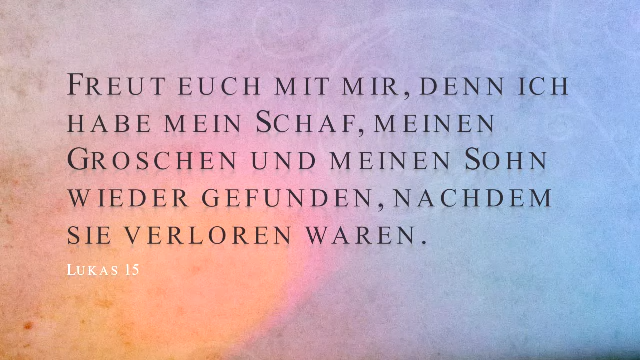 Freut euch mit mir, denn ich
habe mein Schaf, meinen
Groschen und meinen Sohn
wieder gefunden, nachdem
sie verloren waren.
Lukas 15